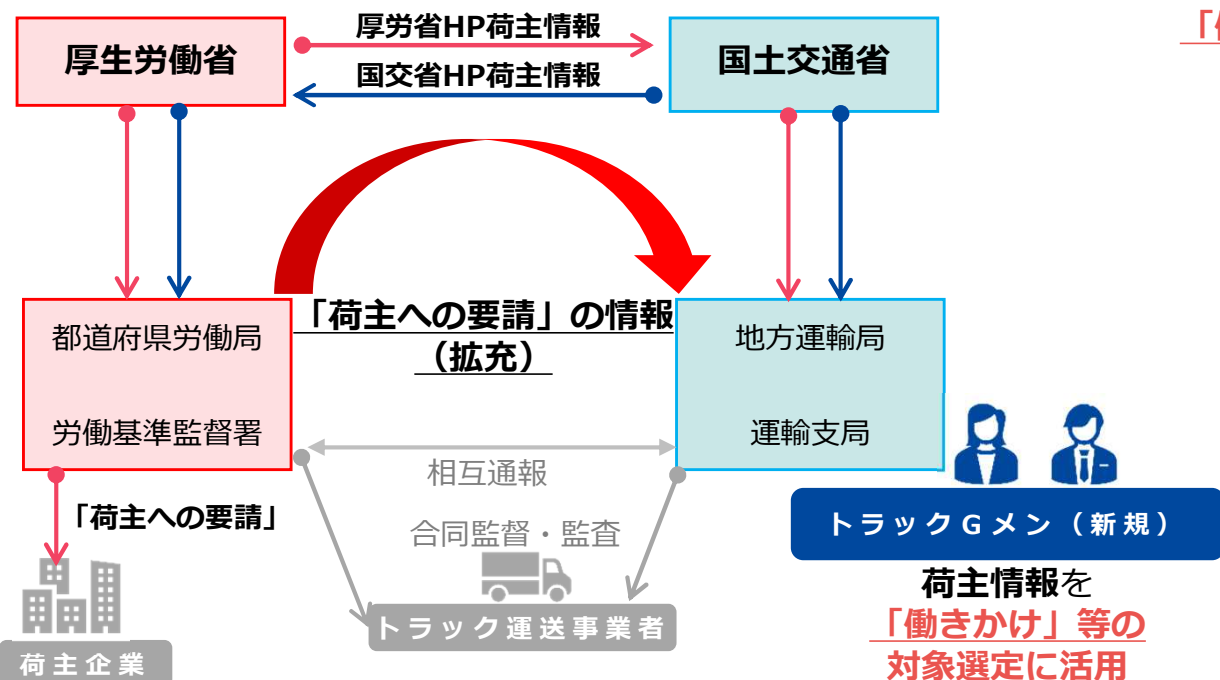 厚生労働省
厚労省HP荷主情報
国交省HP荷主情報
国土交通省
「荷主への要請」の情報
（拡充）
都道府県労働局
労働基準監督署
地方運輸局
運輸支局
相互通報
合同監督・監査
「荷主への要請」
荷主企業
トラック運送事業者
トラックGメン（新規）
荷主情報を
「働きかけ」等の
対象選定に活用